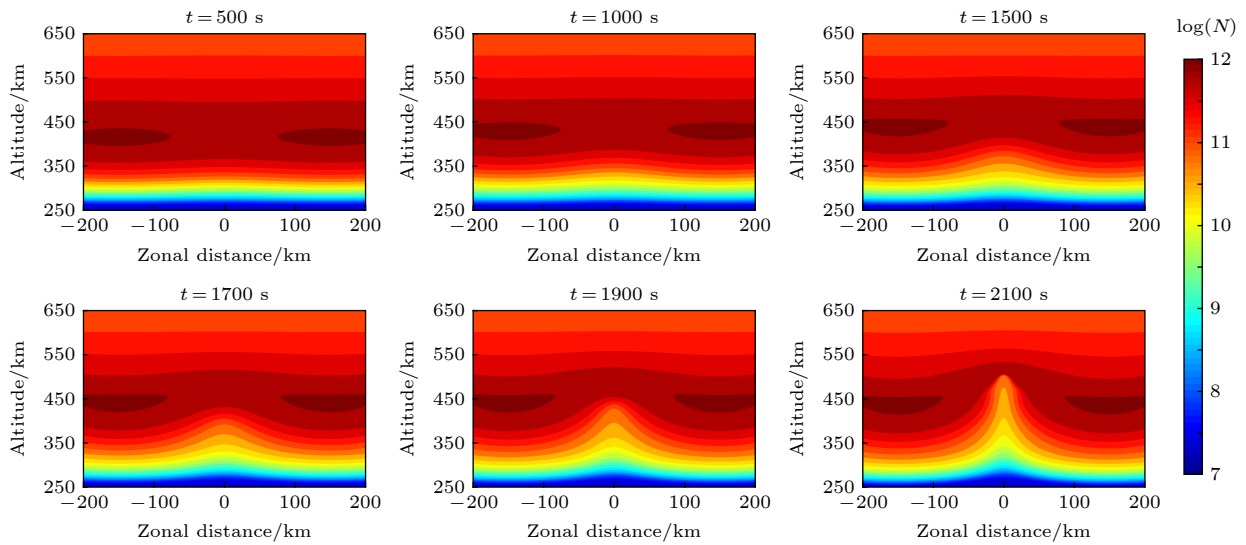 t = 500 s
t = 1000 s
t = 1500 s
log(N)
650
550
450
350
250
Altitude/km
−200 −100 0 100 200
Zonal distance/km
650
550
450
350
250
Altitude/km
−200 −100 0 100 200
Zonal distance/km
650
550
450
350
250
Altitude/km
−200 −100 0 100 200
Zonal distance/km
12
11
10
9
8
7
t = 1700 s
t = 1900 s
t = 2100 s
650
550
450
350
250
Altitude/km
−200 −100 0 100 200
Zonal distance/km
650
550
450
350
250
Altitude/km
−200 −100 0 100 200
Zonal distance/km
650
550
450
350
250
Altitude/km
−200 −100 0 100 200
Zonal distance/km